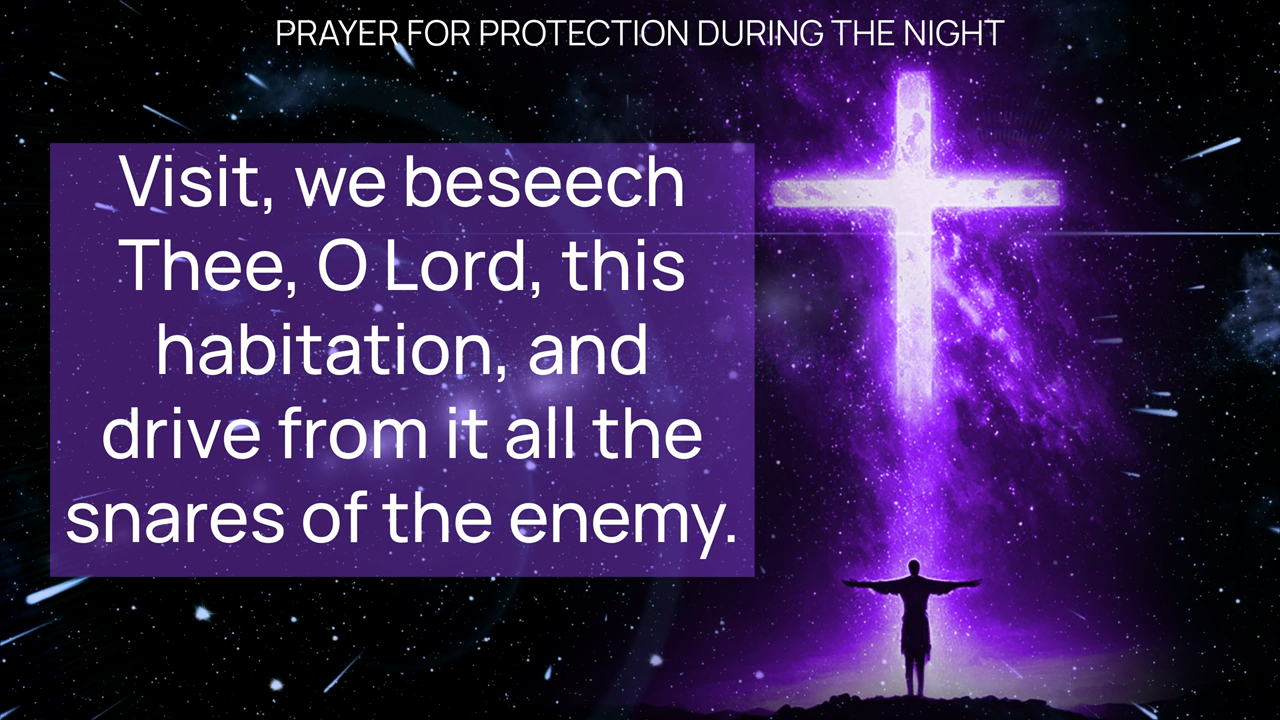 PRAYER FOR PROTECTION DURING THE NIGHT
Visit, we beseech
Thee, O Lord, this
habitation, and
drive from it all the
snares of the enemy.